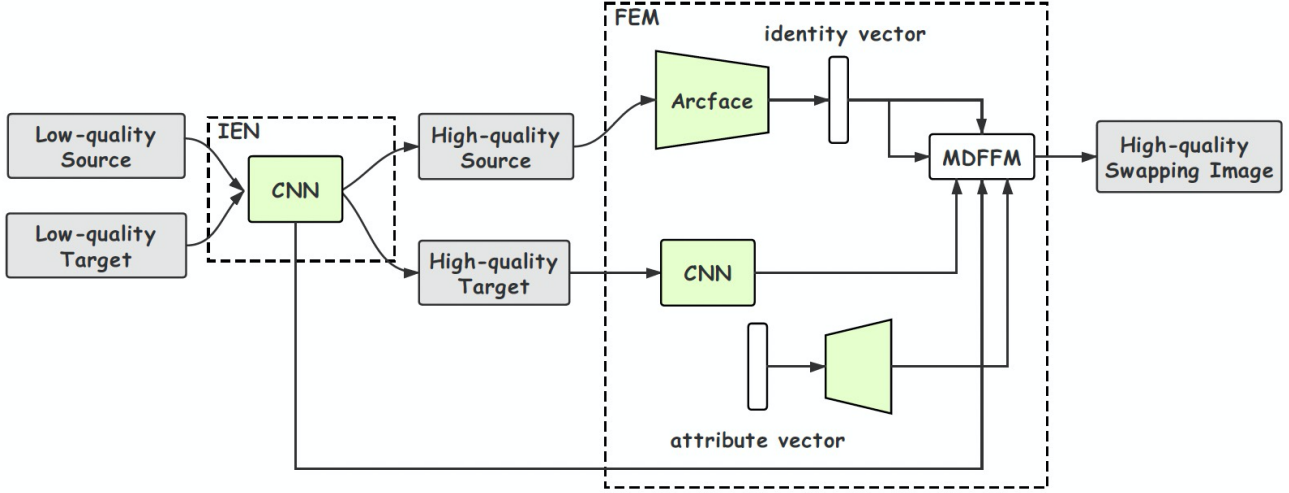 FEM
identity vector
Low-quality
Source
IEN
High-quality
Source
Arcface
MDFFM
High-quality
Swapping Image
CNN
Low-quality
Target
High-quality
Target
CNN
attribute vector